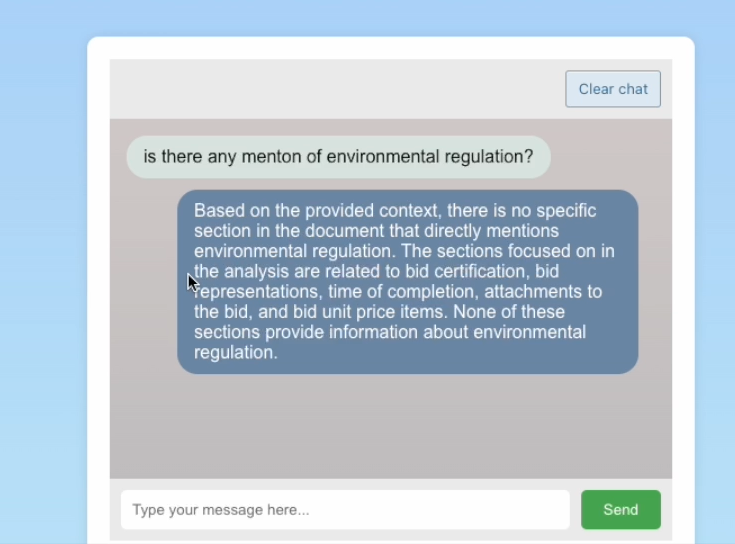 Clear chat
is there any menton of environmental regulation?
Based on the provided context, there is no specific
section in the document that directly mentions
environmental regulation. The sections focused on in
the analysis are related to bid certification, bid
representations, time of completion, attachments to
the bid, and bid unit price items. None of these
sections provide information about environmental
regulation.
Type your message here...
Send